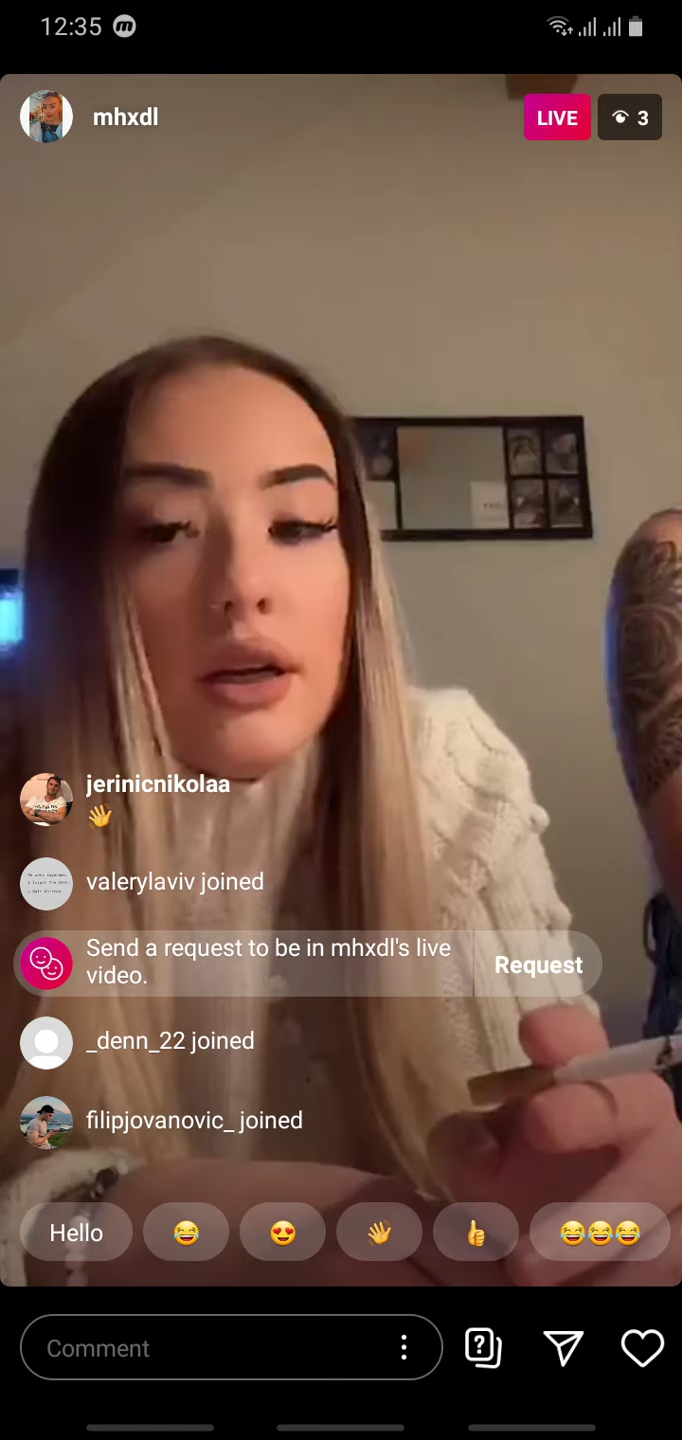 12:35
mhxdl
LIVE
3
jerinicnikolaa
👋
valerylaviv joined
Send a request to be in mhxdl's live
video.
Request
_denn_22 joined
filipjovanovic_ joined
Hello
😂
😍
👋
👍
😂😂😂
Comment